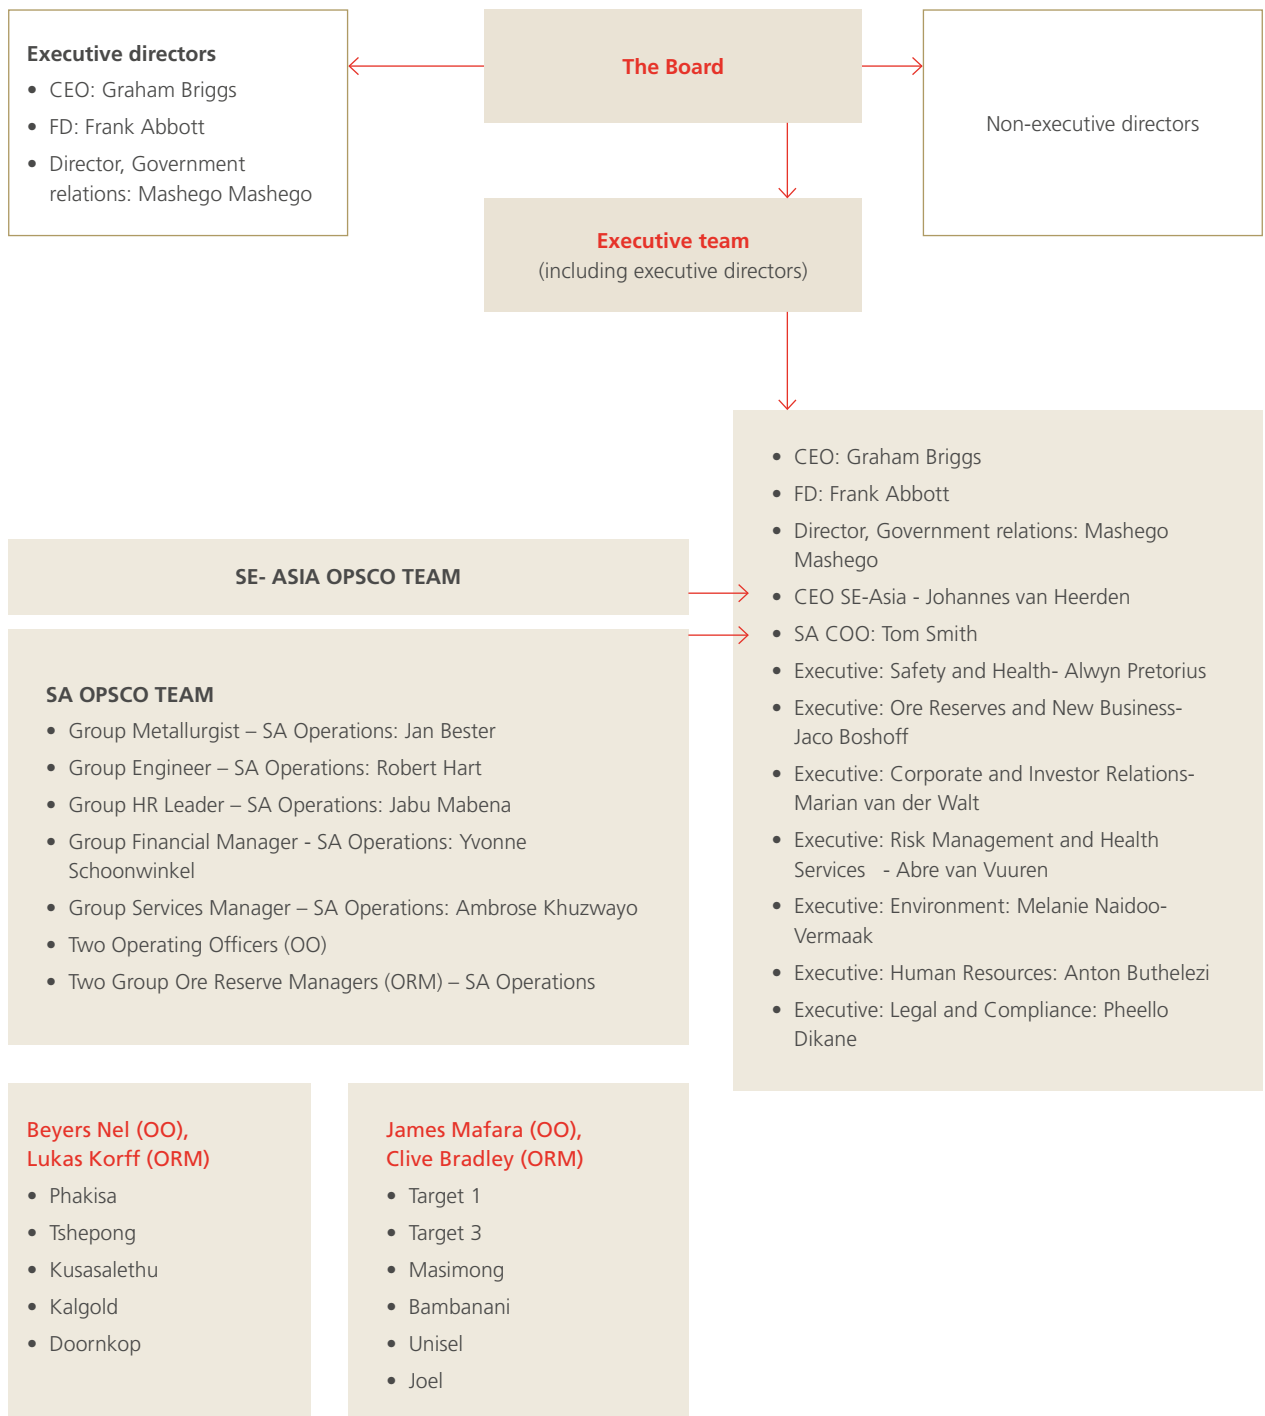 Executive directors
• CEO: Graham Briggs
• FD: Frank Abbott
• Director, Government
relations: Mashego Mashego
The Board
Non-executive directors
Executive team
(including executive directors)
• CEO: Graham Briggs
• FD: Frank Abbott
• Director, Government relations: Mashego
Mashego
• CEO SE-Asia - Johannes van Heerden
• SA COO: Tom Smith
• Executive: Safety and Health- Alwyn Pretorius
• Executive: Ore Reserves and New Business-
Jaco Boshoff
• Executive: Corporate and Investor Relations-
Marian van der Walt
• Executive: Risk Management and Health
Services - Abre van Vuuren
• Executive: Environment: Melanie Naidoo-
Vermaak
• Executive: Human Resources: Anton Buthelezi
• Executive: Legal and Compliance: Pheello
Dikane
SE- ASIA OPSCO TEAM
SA OPSCO TEAM
• Group Metallurgist – SA Operations: Jan Bester
• Group Engineer – SA Operations: Robert Hart
• Group HR Leader – SA Operations: Jabu Mabena
• Group Financial Manager - SA Operations: Yvonne
Schoonwinkel
• Group Services Manager – SA Operations: Ambrose Khuzwayo
• Two Operating Officers (OO)
• Two Group Ore Reserve Managers (ORM) – SA Operations
Beyers Nel (OO),
Lukas Korff (ORM)
• Phakisa
• Tshepong
• Kusasalethu
• Kalgold
• Doornkop
James Mafara (OO),
Clive Bradley (ORM)
• Target 1
• Target 3
• Masimong
• Bambanani
• Unisel
• Joel